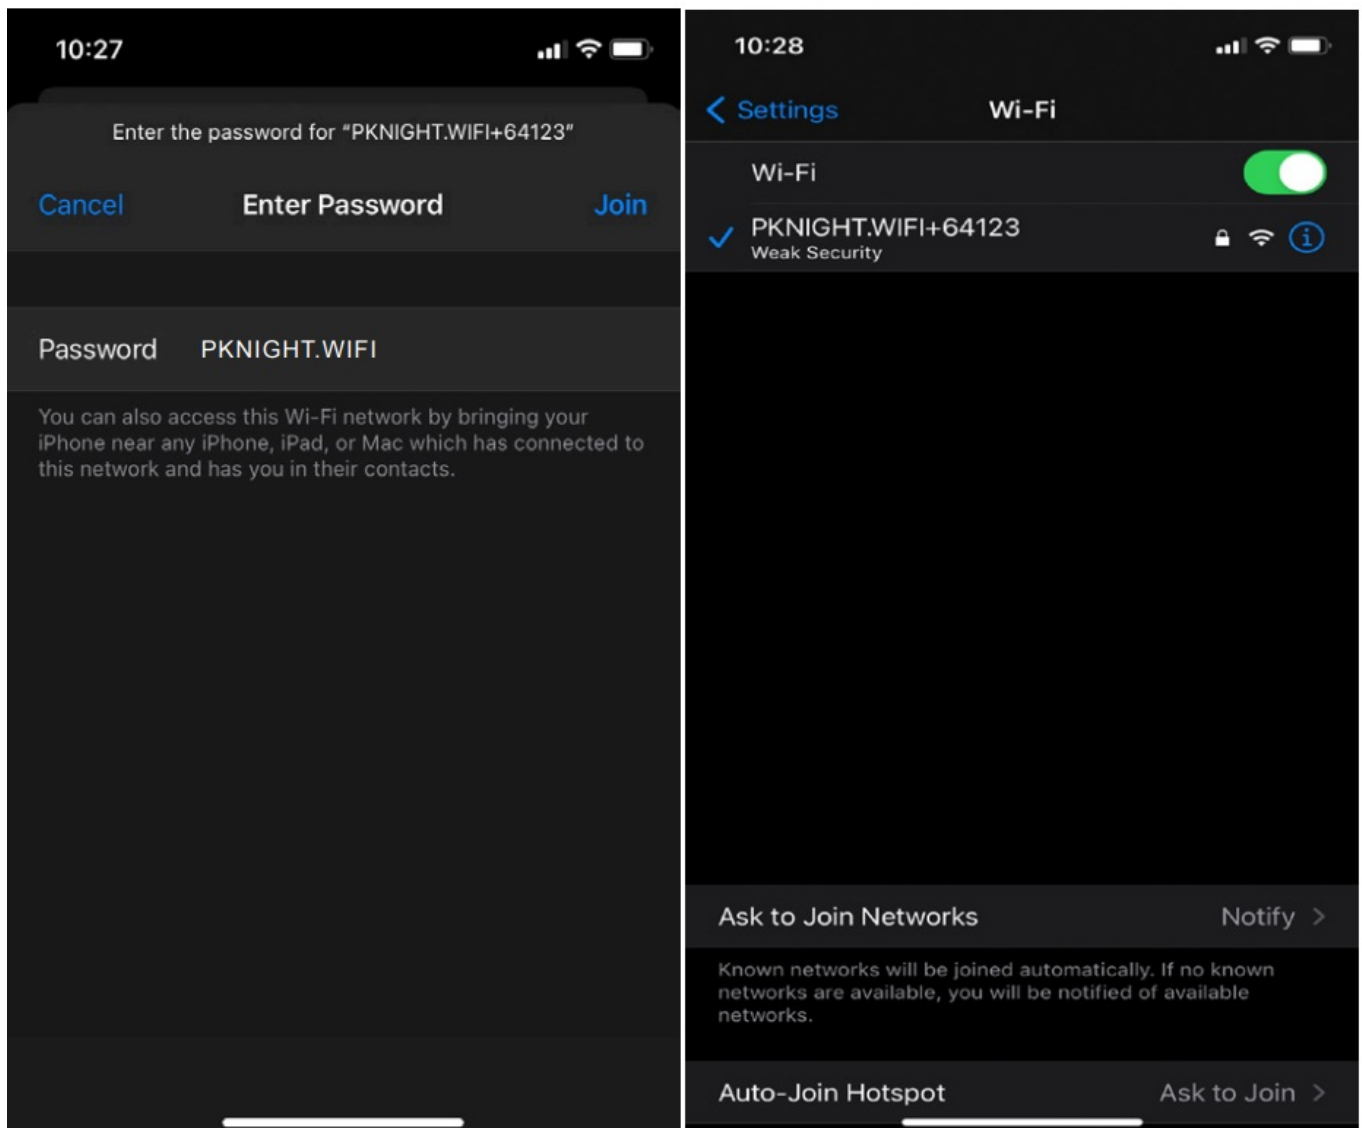 10:27
Enter the password for “PKNIGHT.WIFI+64123”
Cancel Enter Password Join
Password PKNIGHT.WIFI
You can also access this Wi-Fi network by bringing your
iPhone near any iPhone, iPad, or Mac which has connected to
this network and has you in their contacts.
10:28
Settings Wi-Fi
Wi-Fi
PKNIGHT.WIFI+64123
Weak Security
Ask to Join Networks Notify
Known networks will be joined automatically. If no known
networks are available, you will be notified of available
networks.
Auto-Join Hotspot Ask to Join